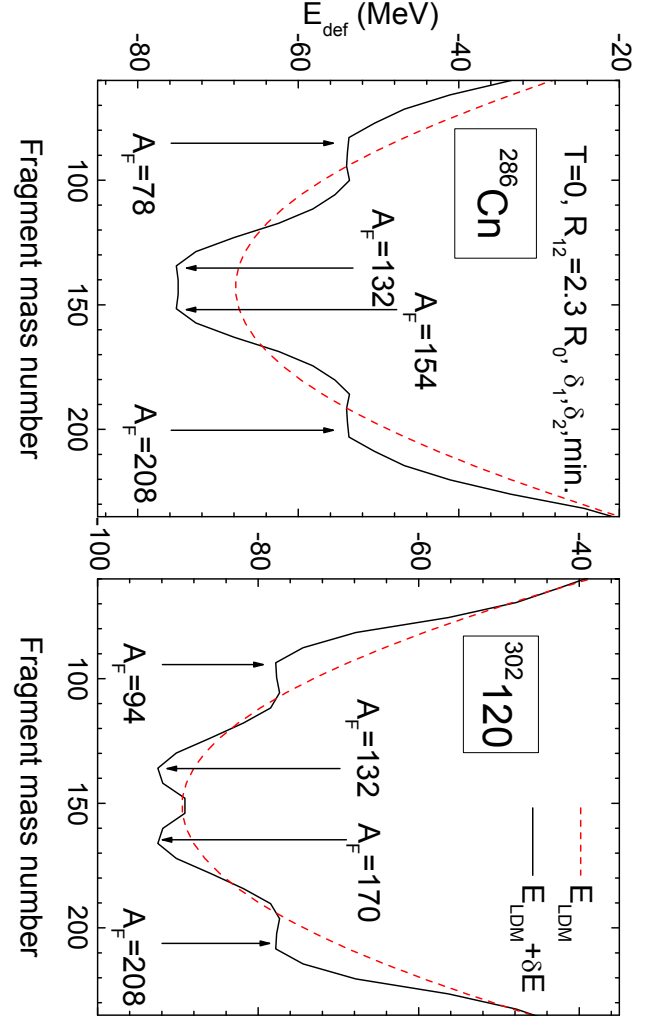 E_def (MeV)
-80
-60
-40
-20
T=0, R_12=2.3 R_0, δ_1,δ_2,min.
^286Cn
A_F=78
A_F=132
A_F=154
A_F=208
100
150
200
Fragment mass number
-100
-80
-60
-40
^302120
E_LDM
E_LDM+δE
A_F=94
A_F=132
A_F=170
A_F=208
100
150
200
Fragment mass number